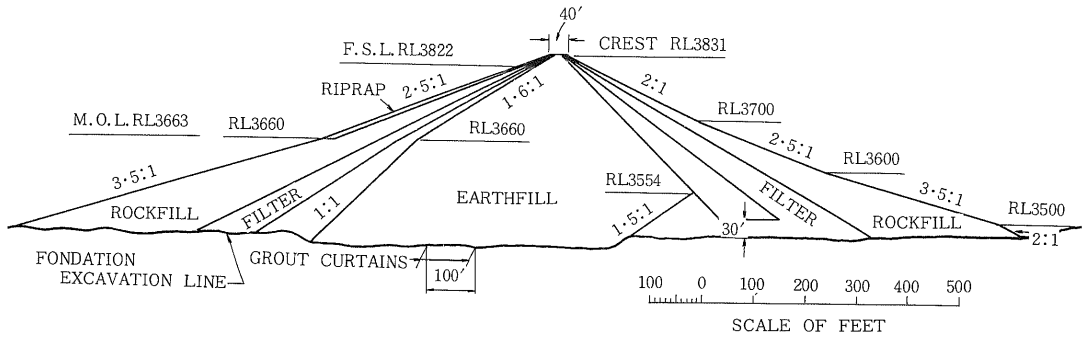 40′
F.S.L.RL3822
CREST RL3831
RIPRAP
2·5:1
1·6:1
2:1
M.O.L.RL3663
RL3660
RL3660
RL3700
2·5:1
RL3600
3·5:1
RL3554
3·5:1
ROCKFILL
FILTER
1:1
EARTHFILL
1·5:1
30′
FILTER
ROCKFILL
RL3500
2:1
FONDATION
EXCAVATION LINE
GROUT CURTAINS
100′
100 0 100 200 300 400 500
SCALE OF FEET